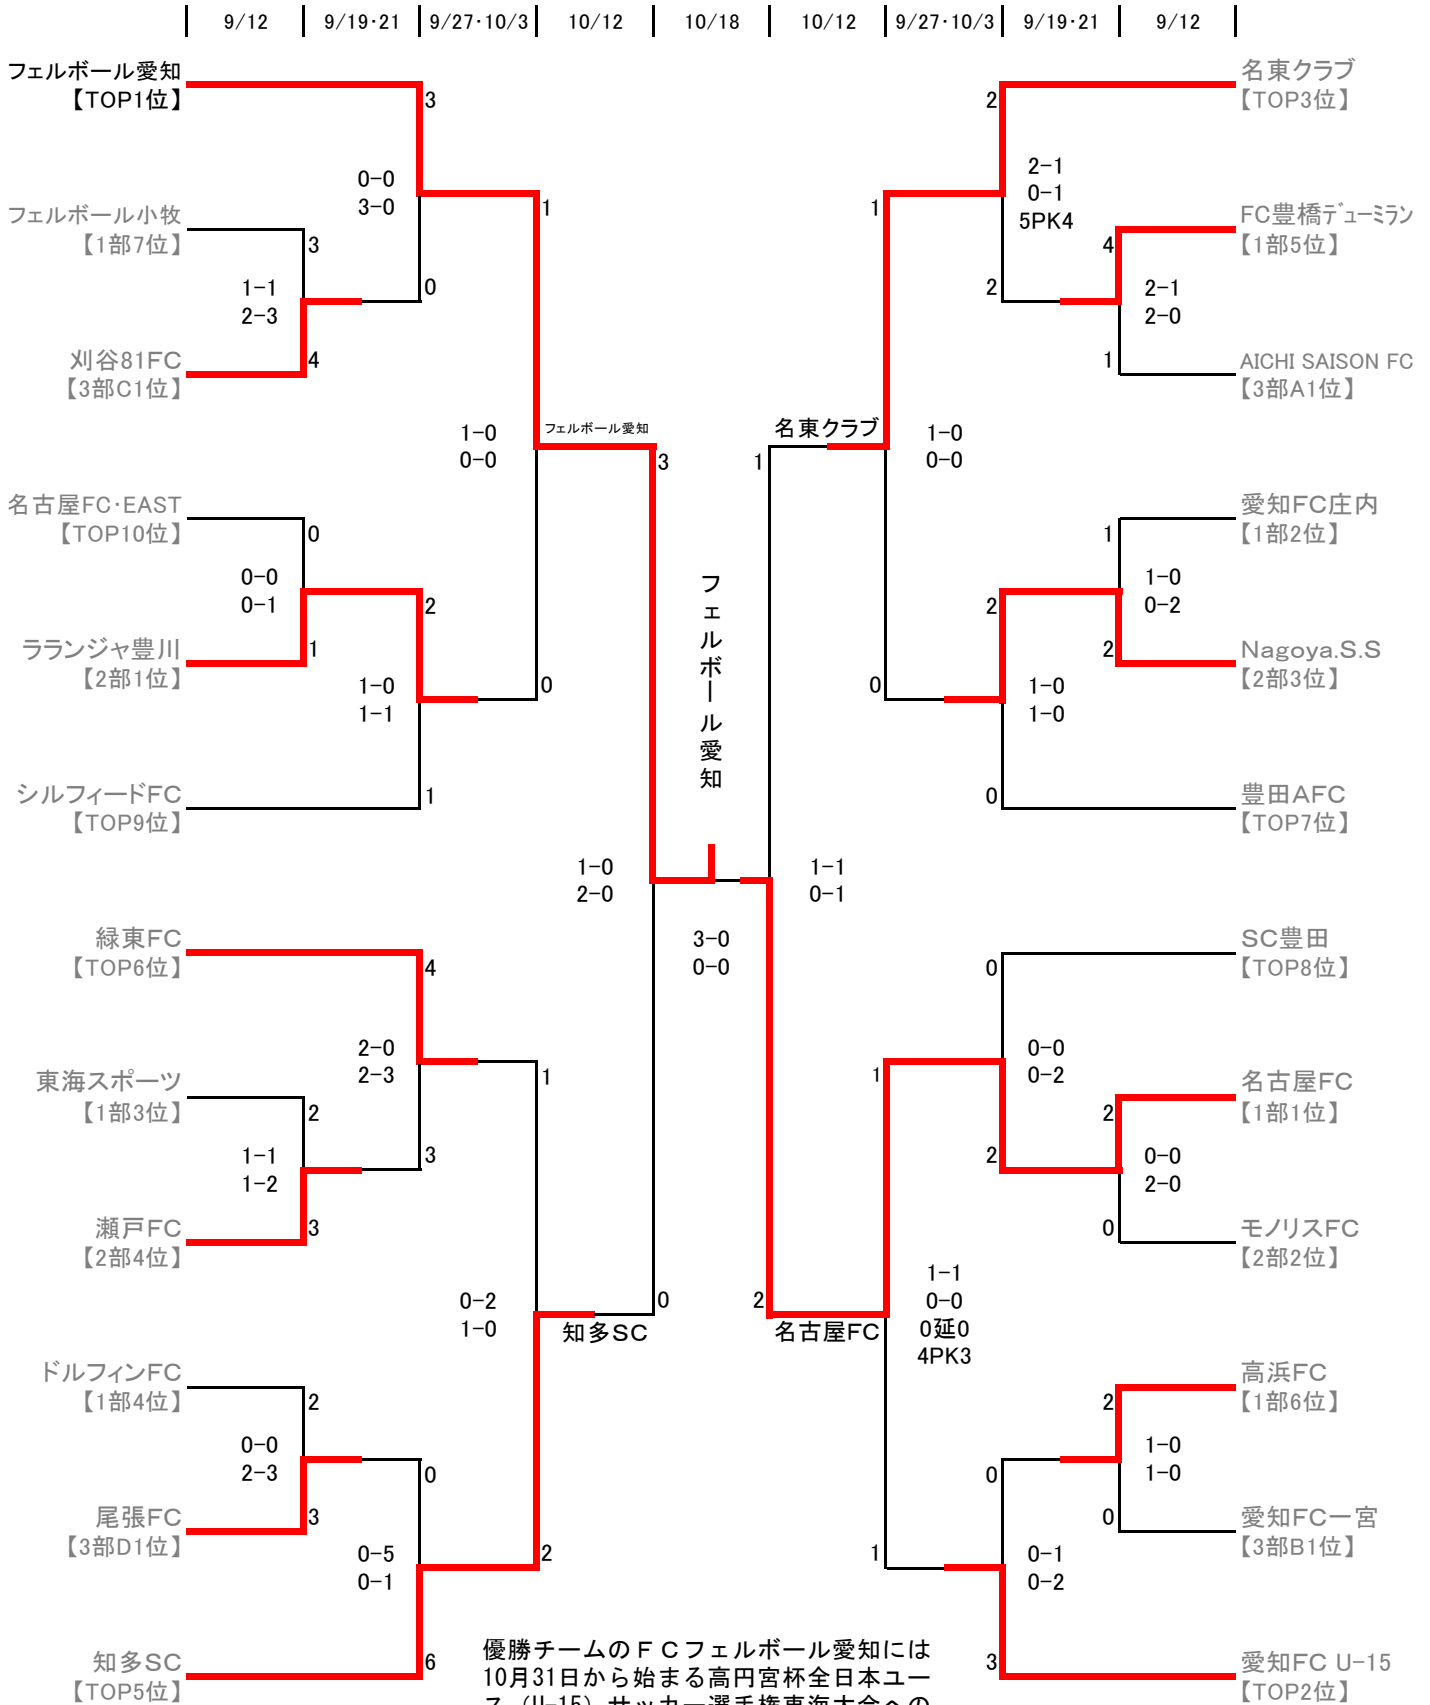 9/12 9/19・21 9/27・10/3 10/12 10/18 10/12 9/27・10/3 9/19・21 9/12
フェルボール愛知
【TOP1位】
3
0-0
3-0
フェルボール小牧
【1部7位】
3
1-1
2-3
0
1
刈谷81FC
【3部C1位】
4
1-0
0-0
フェルボール愛知
3
名古屋FC・EAST
【TOP10位】
0
0-0
0-1
2
ラランジャ豊川
【2部1位】
1
1-0
1-1
0
シルフィードFC
【TOP9位】
1
1-0
2-0
緑東FC
【TOP6位】
4
2-0
2-3
1
東海スポーツ
【1部3位】
2
1-1
1-2
3
瀬戸FC
【2部4位】
3
0-2
1-0
知多SC
0
ドルフィンFC
【1部4位】
2
0-0
2-3
0
尾張FC
【3部D1位】
3
0-5
0-1
2
知多SC
【TOP5位】
6
フェルボール愛知
3-0
0-0
名東クラブ
【TOP3位】
2
2-1
0-1
5PK4
1
FC豊橋デューミラン
【1部5位】
4
2-1
2-0
2
AICHI SAISON FC
【3部A1位】
1
名東クラブ
1
1-0
0-0
愛知FC庄内
【1部2位】
1
1-0
0-2
2
Nagoya.S.S
【2部3位】
2
1-0
1-0
0
豊田AFC
【TOP7位】
0
1-1
0-1
SC豊田
【TOP8位】
0
0-0
0-2
1
名古屋FC
【1部1位】
2
0-0
2-0
2
モノリスFC
【2部2位】
0
1-1
0-0
0延0
4PK3
2
名古屋FC
高浜FC
【1部6位】
2
1-0
1-0
0
愛知FC一宮
【3部B1位】
0
0-1
0-2
1
愛知FC U-15
【TOP2位】
3
優勝チームのＦＣフェルボール愛知には
10月31日から始まる高円宮杯全日本ユー
ス（U-15）サッカー選手権東海大会への